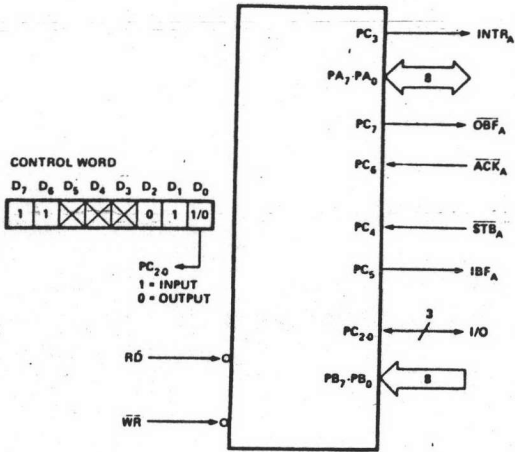 CONTROL WORD
D7 D6 D5 D4 D3 D2 D1 D0
1 1 0 1 1/0
PC2-0
1 = INPUT
0 = OUTPUT
RD
WR
PC3 INTRA
PA7-PA0 8
PC7 OBFA
PC6 ACKA
PC4 STBA
PC5 IBFA
PC2-0 3 I/O
PB7-PB0 8